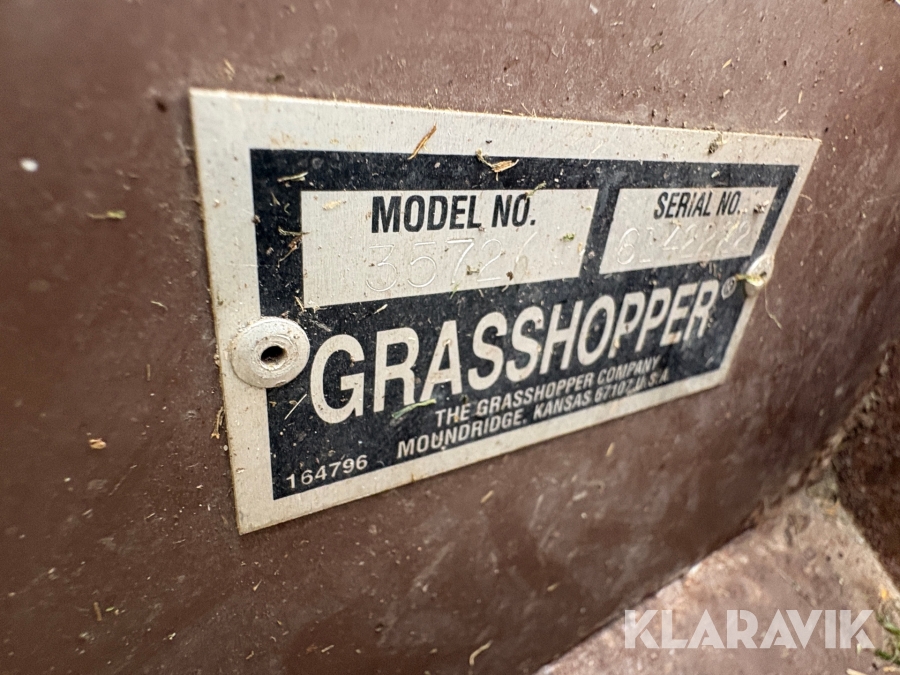 MODEL NO.
SERIAL NO.
GRASSHOPPER®
THE GRASSHOPPER COMPANY
MOUNDRIDGE, KANSAS 67107 U.S.A
164796
KLARAVIK